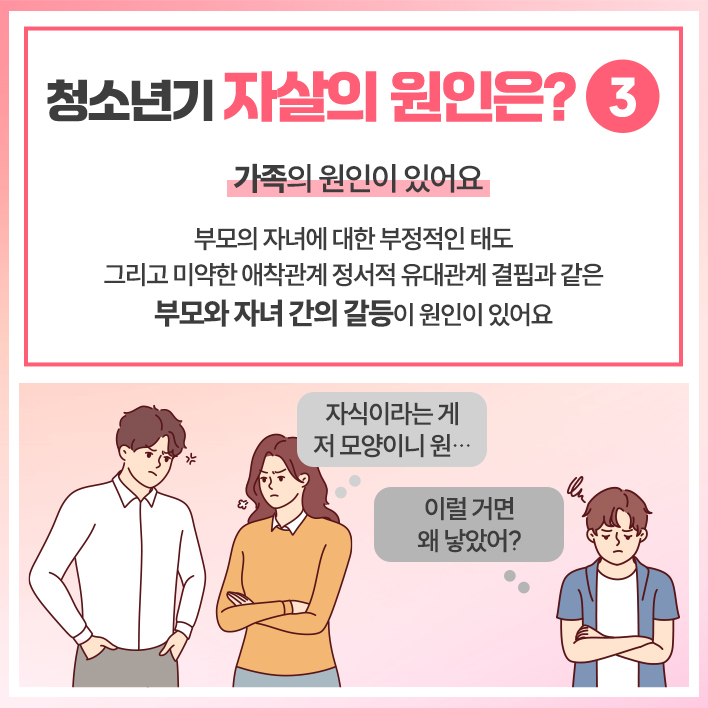 청소년기 자살의 원인은? 3
가족의 원인이 있어요
부모의 자녀에 대한 부정적인 태도
그리고 미약한 애착관계 정서적 유대관계 결핍과 같은
부모와 자녀 간의 갈등이 원인이 있어요
자식이라는 게
저 모양이니 원…
이럴 거면
왜 낳았어?